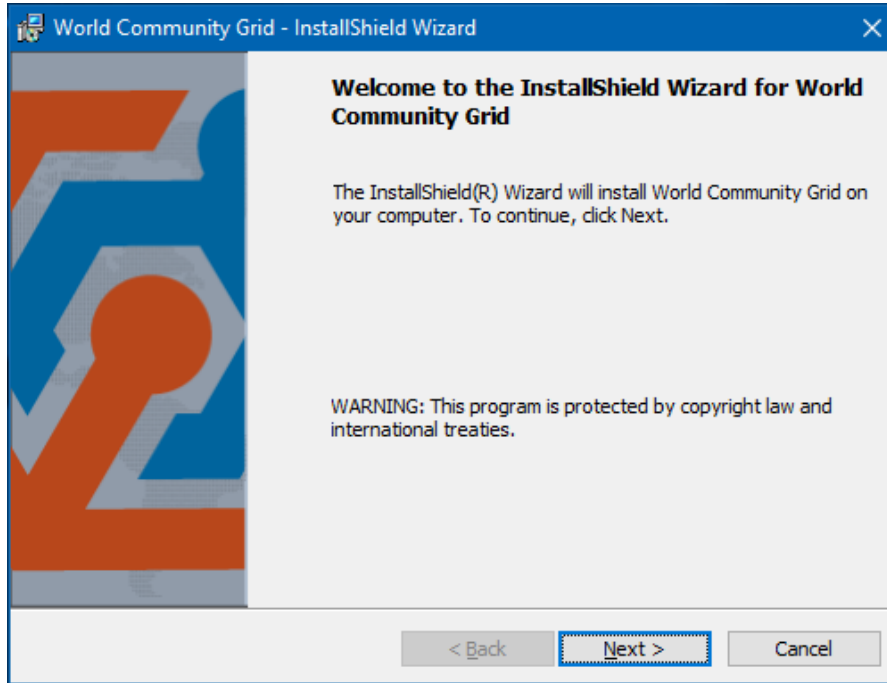 World Community Grid - InstallShield Wizard
Welcome to the InstallShield Wizard for World
Community Grid
The InstallShield(R) Wizard will install World Community Grid on
your computer. To continue, click Next.
WARNING: This program is protected by copyright law and
international treaties.
< Back
Next >
Cancel